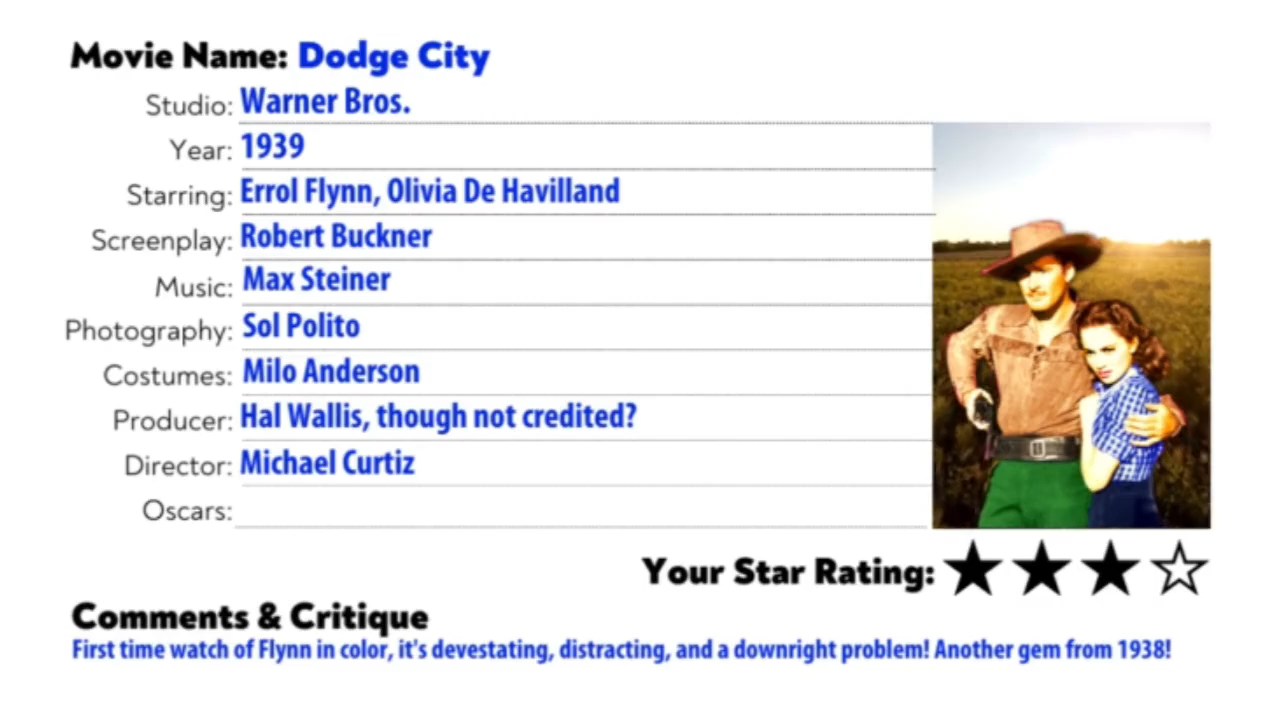 Movie Name: Dodge City
Studio: Warner Bros.
Year: 1939
Starring: Errol Flynn, Olivia De Havilland
Screenplay: Robert Buckner
Music: Max Steiner
Photography: Sol Polito
Costumes: Milo Anderson
Producer: Hal Wallis, though not credited?
Director: Michael Curtiz
Oscars:
Your Star Rating:
Comments & Critique
First time watch of Flynn in color, it's devestating, distracting, and a downright problem! Another gem from 1938!